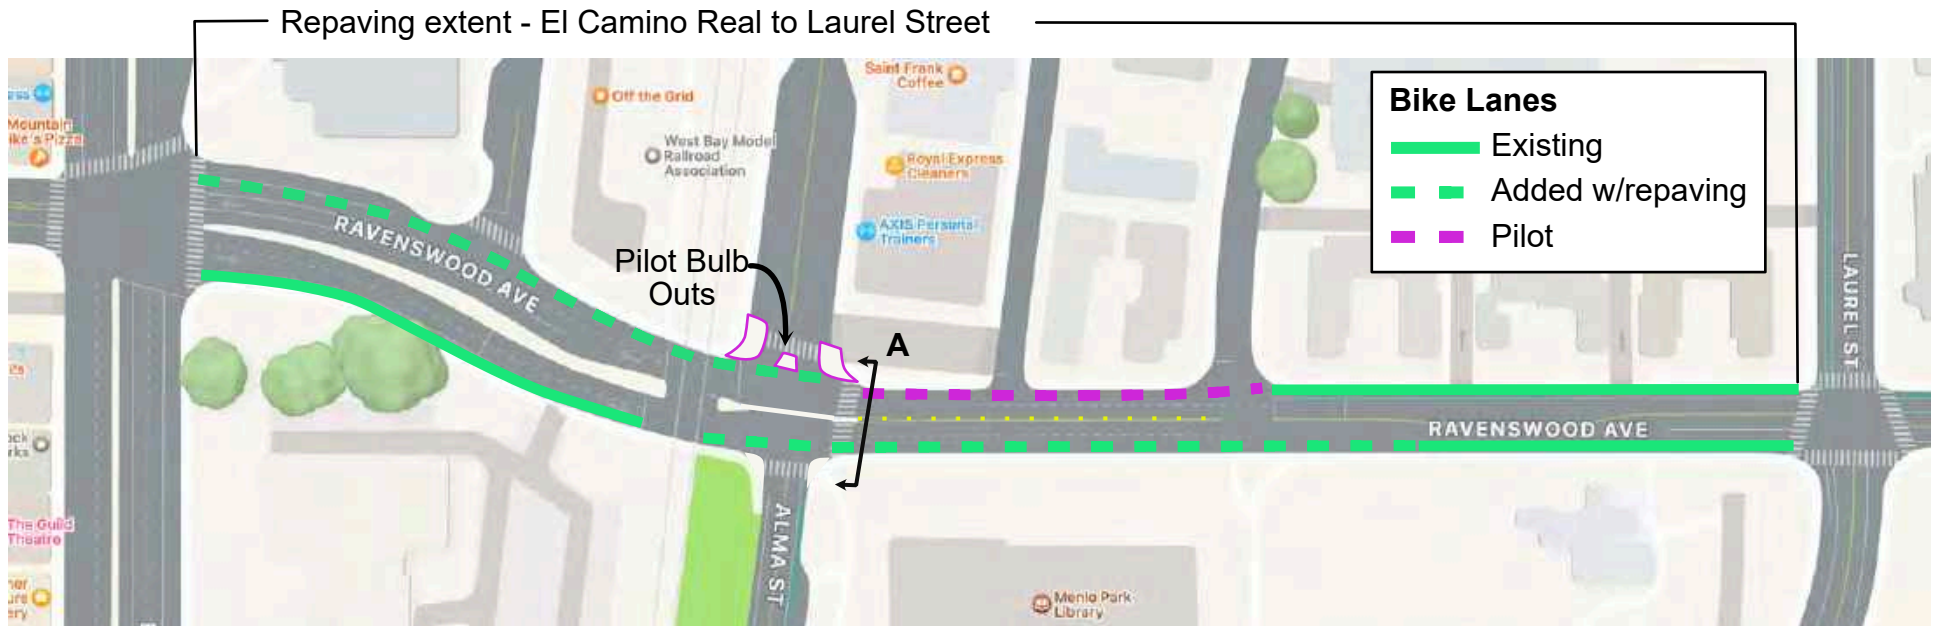 Repaving extent - El Camino Real to Laurel Street
Saint Frank
Coffee
Off the Grid
Mountain
ike's Pizza
West Bay Model
Railroad
Association
Royal Express
Cleaners
AXIS Personal
Trainers
Bike Lanes
Existing
Added w/repaving
Pilot
RAVENSWOOD AVE
Pilot Bulb
Outs
A
LAUREL ST
RAVENSWOOD AVE
ALMA ST
The Guild
Theatre
Menlo Park
Library